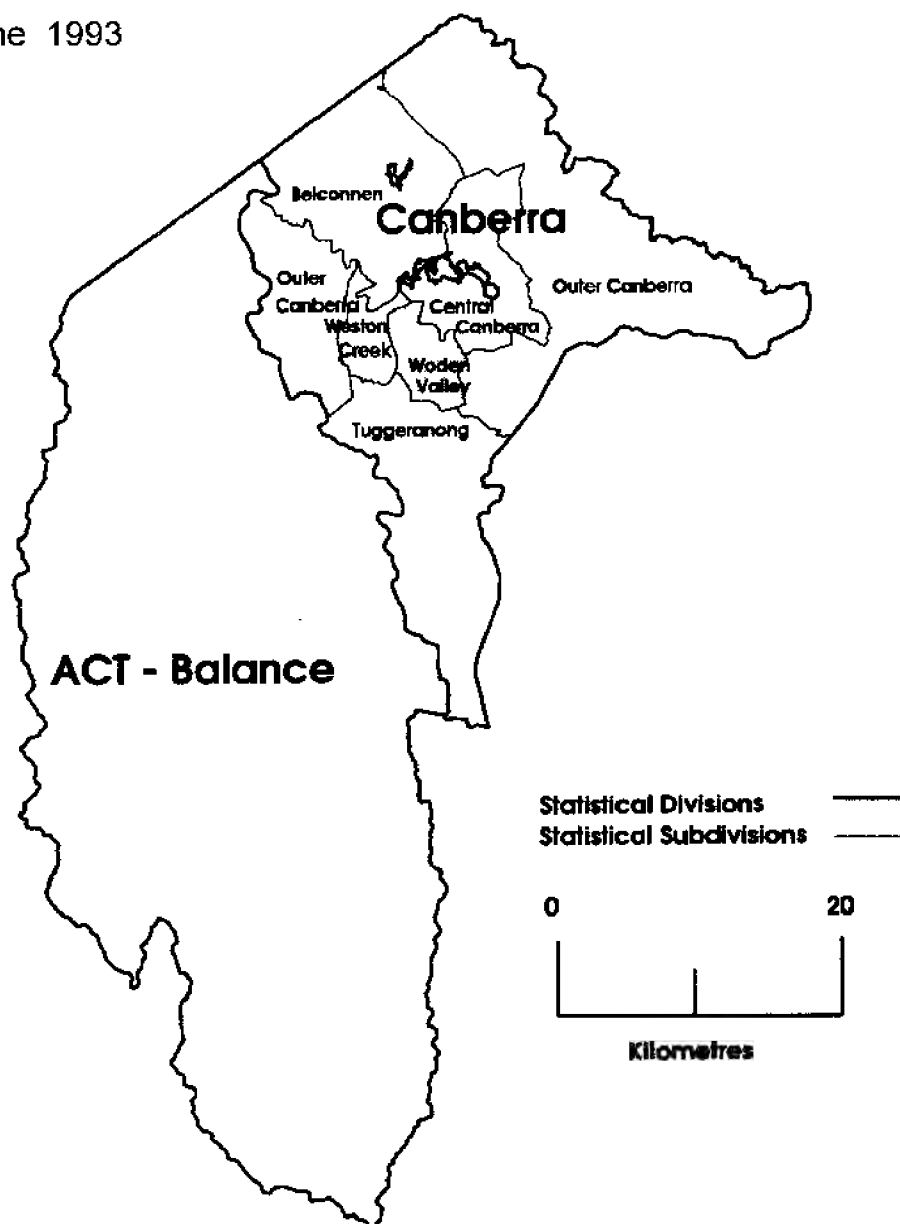 1993
Belconnen
Canberra
Outer
Canberra
Outer Canberra
Central
Canberra
Weston
Creek
Woden
Valley
Tuggeranong
ACT - Balance
Statistical Divisions
Statistical Subdivisions
0 20
Kilometres